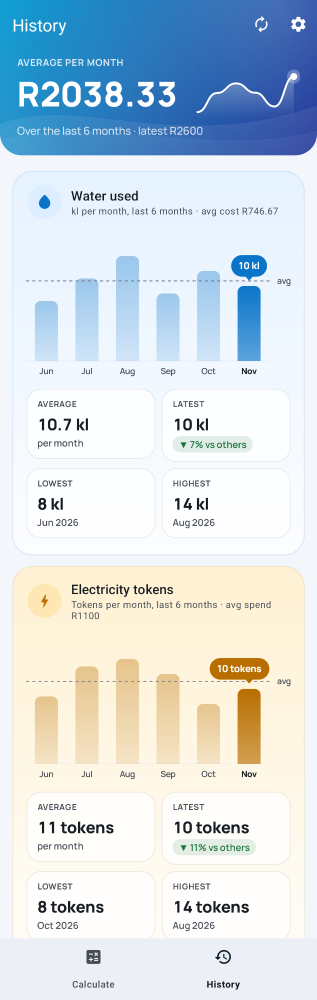 History
AVERAGE PER MONTH
R2038.33
Over the last 6 months · latest R2600
Water used
kl per month, last 6 months · avg cost R746.67
10 kl
avg
Jun Jul Aug Sep Oct Nov
AVERAGE
10.7 kl
per month
LATEST
10 kl
▼ 7% vs others
LOWEST
8 kl
Jun 2026
HIGHEST
14 kl
Aug 2026
Electricity tokens
Tokens per month, last 6 months · avg spend
R1100
10 tokens
avg
Jun Jul Aug Sep Oct Nov
AVERAGE
11 tokens
per month
LATEST
10 tokens
▼ 11% vs others
LOWEST
8 tokens
Oct 2026
HIGHEST
14 tokens
Aug 2026
Calculate
History